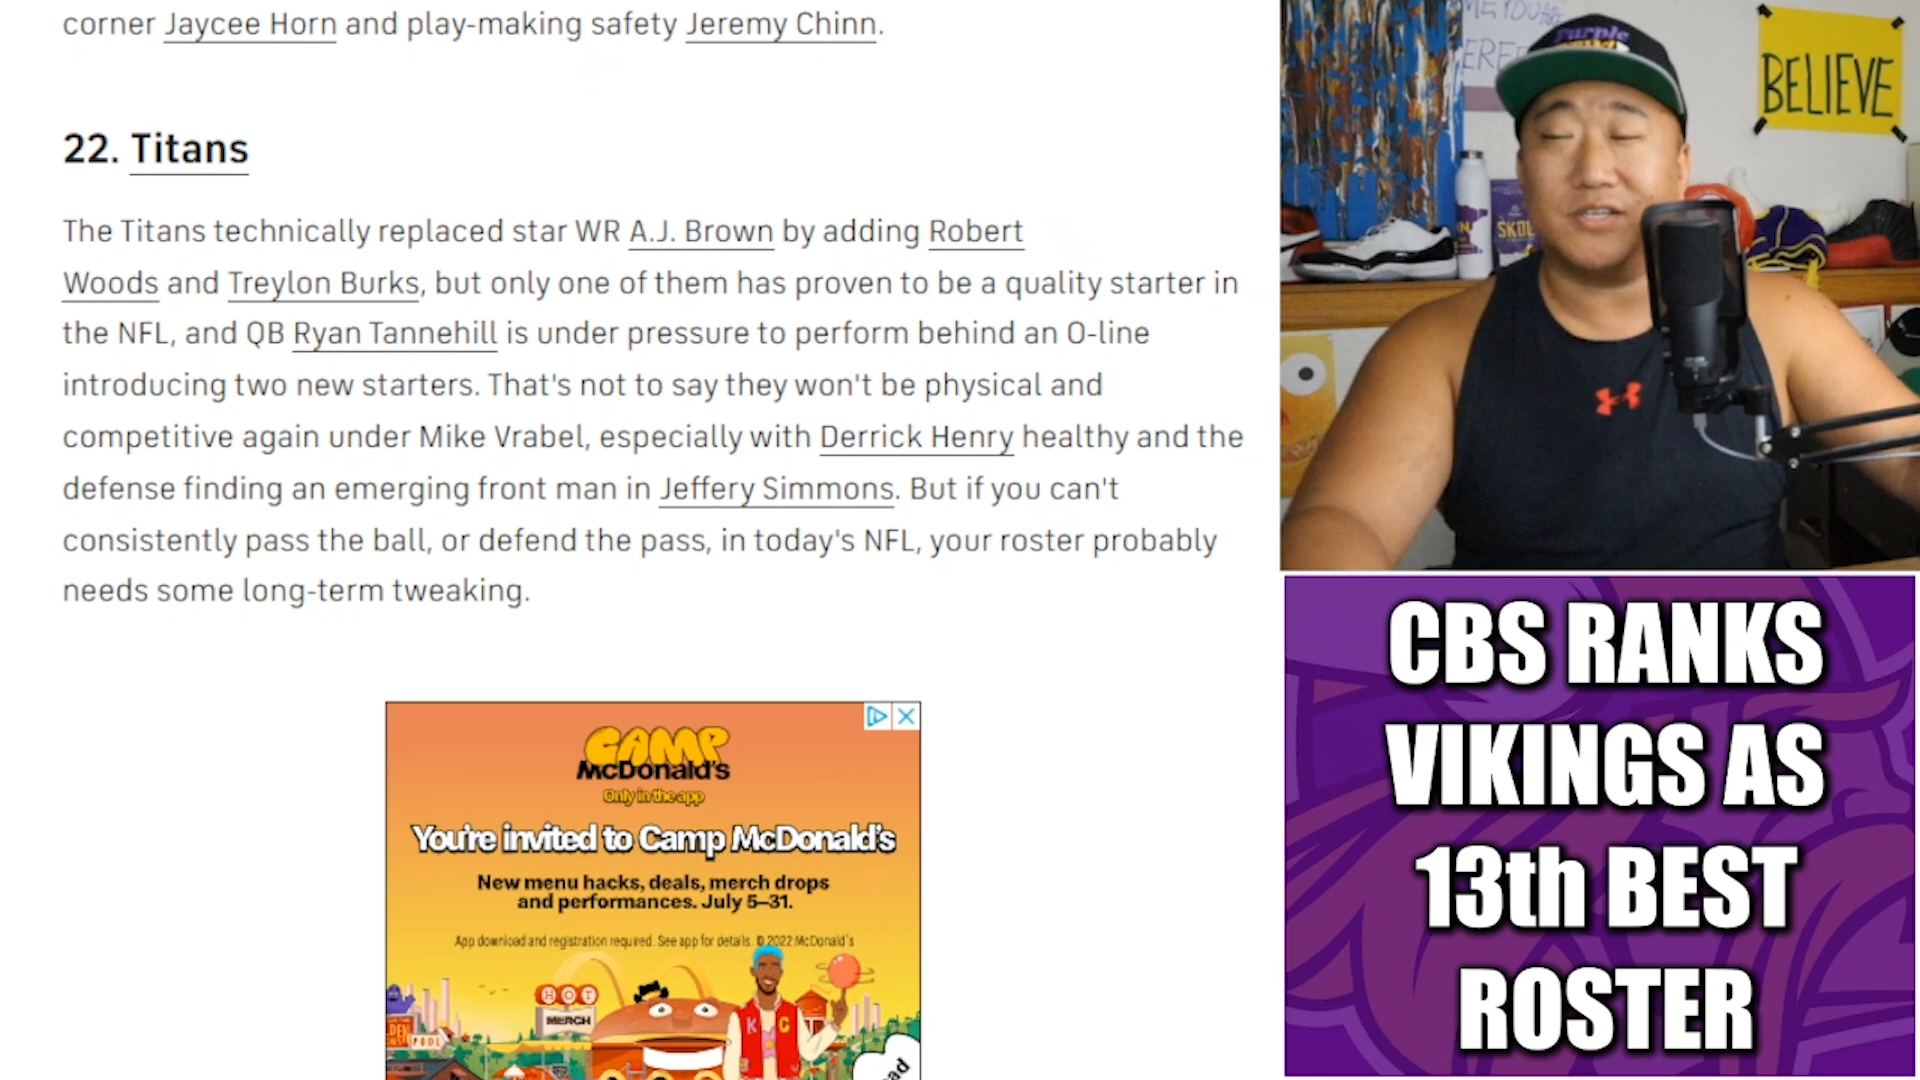 corner Jaycee Horn and play-making safety Jeremy Chinn.
22. Titans
The Titans technically replaced star WR A.J. Brown by adding Robert
Woods and Treylon Burks, but only one of them has proven to be a quality starter in
the NFL, and QB Ryan Tannehill is under pressure to perform behind an O-line
introducing two new starters. That's not to say they won't be physical and
competitive again under Mike Vrabel, especially with Derrick Henry healthy and the
defense finding an emerging front man in Jeffery Simmons. But if you can't
consistently pass the ball, or defend the pass, in today's NFL, your roster probably
needs some long-term tweaking.
CAMP
McDonald's
Only in the app
You're invited to Camp McDonald's
New menu hacks, deals, merch drops
and performances. July 5–31.
App download and registration required. See app for details. © 2022 McDonald's
HOT
MERCH
POOL
K C
Purple
BELIEVE
SKOL
CBS RANKS
VIKINGS AS
13th BEST
ROSTER